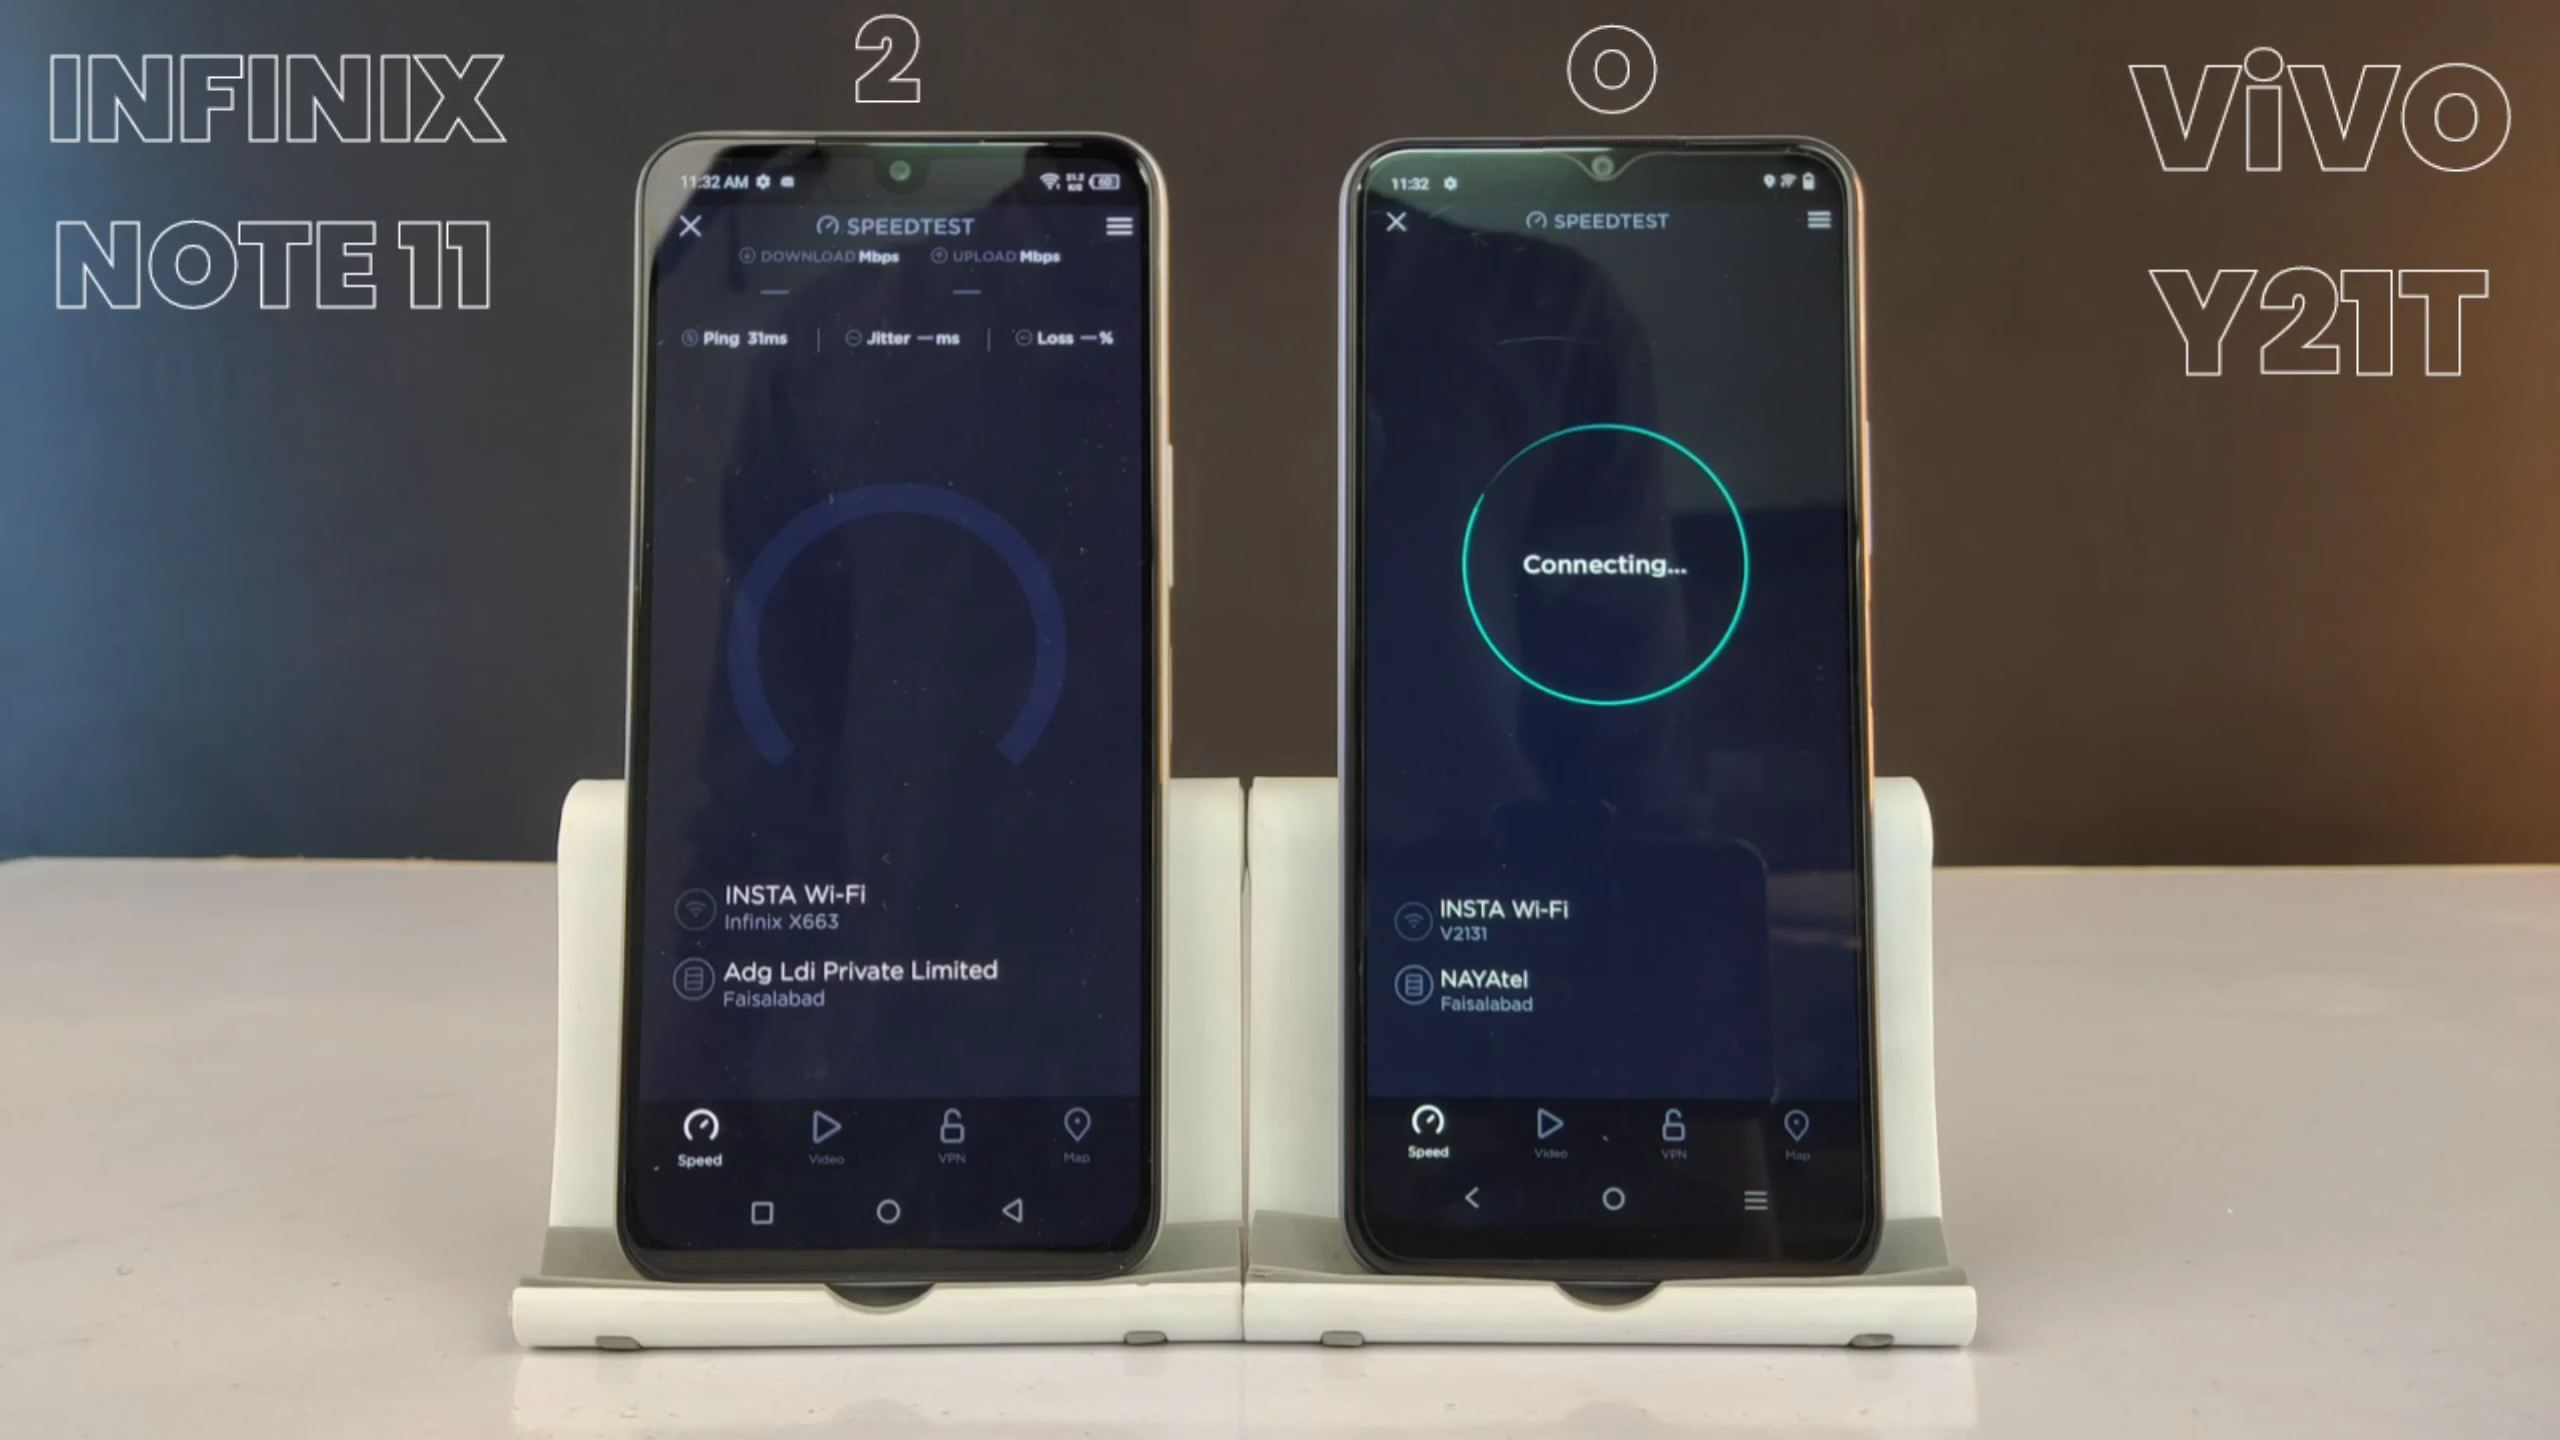 INFINIX
NOTE 11
2
0
ViVO
Y21T
11:32 AM
60
SPEEDTEST
DOWNLOAD Mbps UPLOAD Mbps
Ping 31ms Jitter — ms Loss — %
INSTA Wi-Fi
Infinix X663
Adg Ldi Private Limited
Faisalabad
Speed Video VPN Map
11:32
SPEEDTEST
Connecting...
INSTA Wi-Fi
V2131
NAYAtel
Faisalabad
Speed Video VPN Map